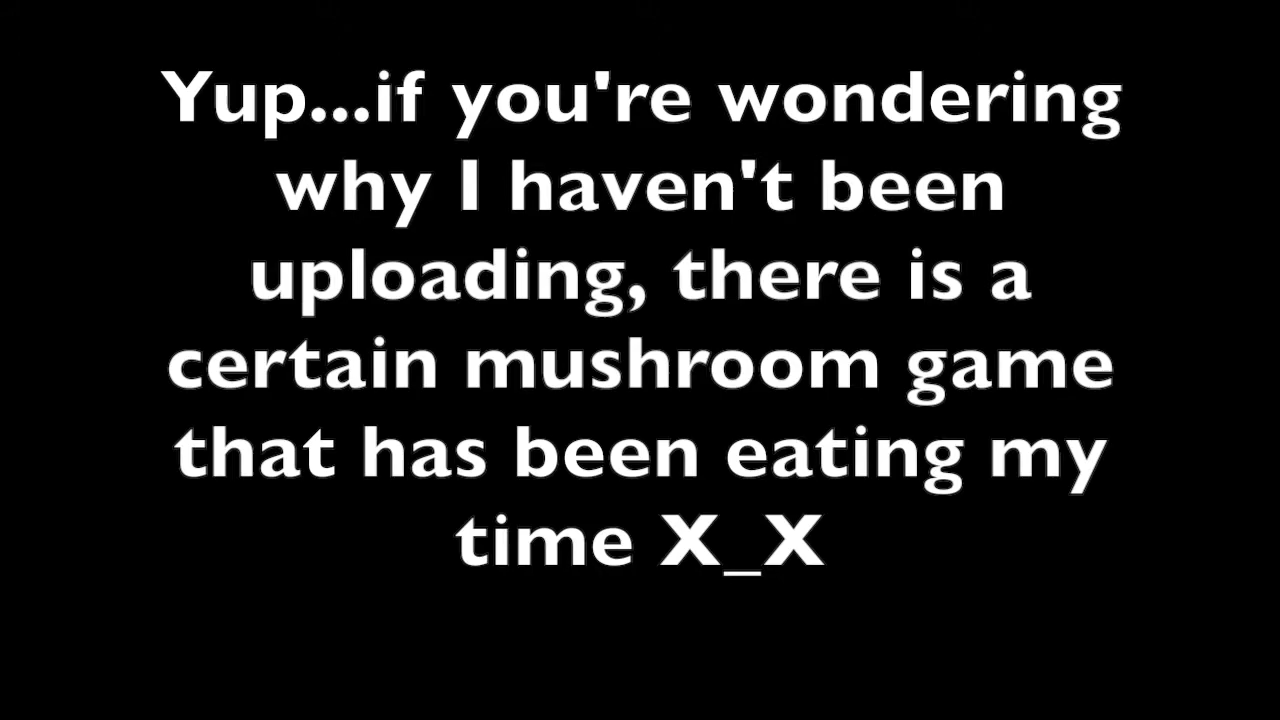 Yup...if you're wondering
why I haven't been
uploading, there is a
certain mushroom game
that has been eating my
time X_X